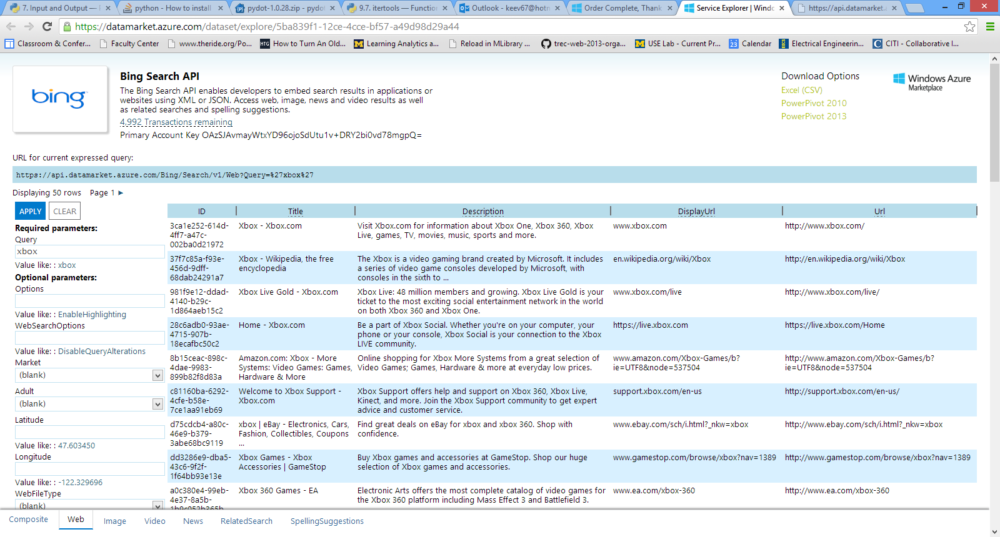 7. Input and Output — 
python - How to install
pydot-1.0.28.zip - pydot
9.7. itertools — Function
Outlook - keev67@hotm
Order Complete, Thank
Service Explorer | Windo
https://api.datamarket.a
https://datamarket.azure.com/dataset/explore/5ba839f1-12ce-4cce-bf57-a49d98d29a44
Classroom & Confer...
Faculty Center
www.theride.org/Po...
HTG How to Turn An Old...
M Learning Analytics a...
Reload in MLibrary ...
trec-web-2013-orga...
M USE Lab - Current Pr...
23 Calendar
EECS Electrical Engineerin...
C CITI - Collaborative I...
bing
Bing Search API
The Bing Search API enables developers to embed search results in applications or
websites using XML or JSON. Access web, image, news and video results as well
as related searches and spelling suggestions.
4,992 Transactions remaining
Primary Account Key OAzSJAvmayWtxYD96ojoSdUtu1v+DRY2bi0vd78mgpQ=
Download Options
Excel (CSV)
PowerPivot 2010
PowerPivot 2013
Windows Azure
Marketplace
URL for current expressed query:
https://api.datamarket.azure.com/Bing/Search/v1/Web?Query=%27xbox%27
Displaying 50 rows Page 1
APPLY CLEAR
Required parameters:
Query
xbox
Value like: : xbox
Optional parameters:
Options
Value like: : EnableHighlighting
WebSearchOptions
Value like: : DisableQueryAlterations
Market
(blank)
Adult
(blank)
Latitude
Value like: : 47.603450
Longitude
Value like: : -122.329696
WebFileType
(blank)
ID Title Description DisplayUrl Url
3ca1e252-614d-
4ff7-a47c-
002ba0d21972
Xbox - Xbox.com
Visit Xbox.com for information about Xbox One, Xbox 360, Xbox
Live, games, TV, movies, music, sports and more.
www.xbox.com
http://www.xbox.com/
37f7c85a-f93e-
456d-9dff-
68dab24291a7
Xbox - Wikipedia, the free
encyclopedia
The Xbox is a video gaming brand created by Microsoft. It includes
a series of video game consoles developed by Microsoft, with
consoles in the sixth to ...
en.wikipedia.org/wiki/Xbox
http://en.wikipedia.org/wiki/Xbox
981f9e12-ddad-
4140-b29c-
1d864aeb15c2
Xbox Live Gold - Xbox.com
Xbox Live: 48 million members and growing. Xbox Live Gold is your
ticket to the most exciting social entertainment network in the world
on both Xbox 360 and Xbox One.
www.xbox.com/live
http://www.xbox.com/live/
28c6adb0-93ae-
4715-907b-
18ecafbc50c2
Home - Xbox.com
Be a part of Xbox Social. Whether you're on your computer, your
phone or your console, Xbox Social is your connection to the Xbox
LIVE community.
https://live.xbox.com
https://live.xbox.com/Home
8b15ceac-898c-
4dae-9983-
899b82f8d83a
Amazon.com: Xbox - More
Systems: Video Games: Games,
Hardware & More
Online shopping for Xbox More Systems from a great selection of
Video Games; Games, Hardware & more at everyday low prices.
www.amazon.com/Xbox-Games/b?
ie=UTF8&node=537504
http://www.amazon.com/Xbox-Games/b?
ie=UTF8&node=537504
c81160ba-6292-
4cfe-b58e-
7ce1aa91eb69
Welcome to Xbox Support -
Xbox.com
Xbox Support offers help and support on Xbox 360, Xbox Live,
Kinect, and more. Join the Xbox Support community to get expert
advice and customer service.
support.xbox.com/en-us
http://support.xbox.com/en-us/
d75cdcb4-a80c-
46e9-b379-
3abe68bc9119
xbox | eBay - Electronics, Cars,
Fashion, Collectibles, Coupons
...
Find great deals on eBay for xbox and xbox 360. Shop with
confidence.
www.ebay.com/sch/i.html?_nkw=xbox
http://www.ebay.com/sch/i.html?_nkw=xbox
dd3286e9-dba5-
43c6-9f2f-
1f64bb93e13e
Xbox Games - Xbox
Accessories | GameStop
Buy Xbox games and accessories at GameStop. Shop our huge
selection of Xbox games and accessories.
www.gamestop.com/browse/xbox?nav=1389
http://www.gamestop.com/browse/xbox?nav=1389
a0c380e4-99eb-
4e37-8a5b-
1b9c052b365b
Xbox 360 Games - EA
Electronic Arts offers the most complete catalog of video games for
the Xbox 360 platform including Mass Effect 3 and Battlefield 3.
www.ea.com/xbox-360
http://www.ea.com/xbox-360
Composite Web Image Video News RelatedSearch SpellingSuggestions